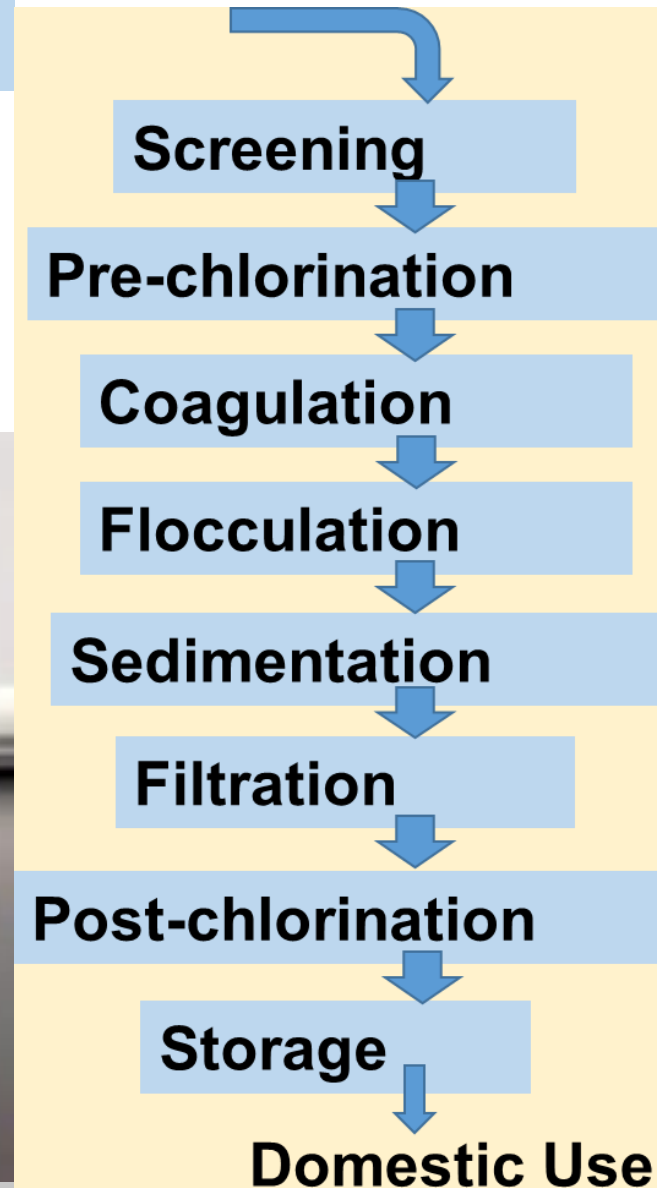 Screening
Pre-chlorination
Coagulation
Flocculation
Sedimentation
Filtration
Post-chlorination
Storage
Domestic Use